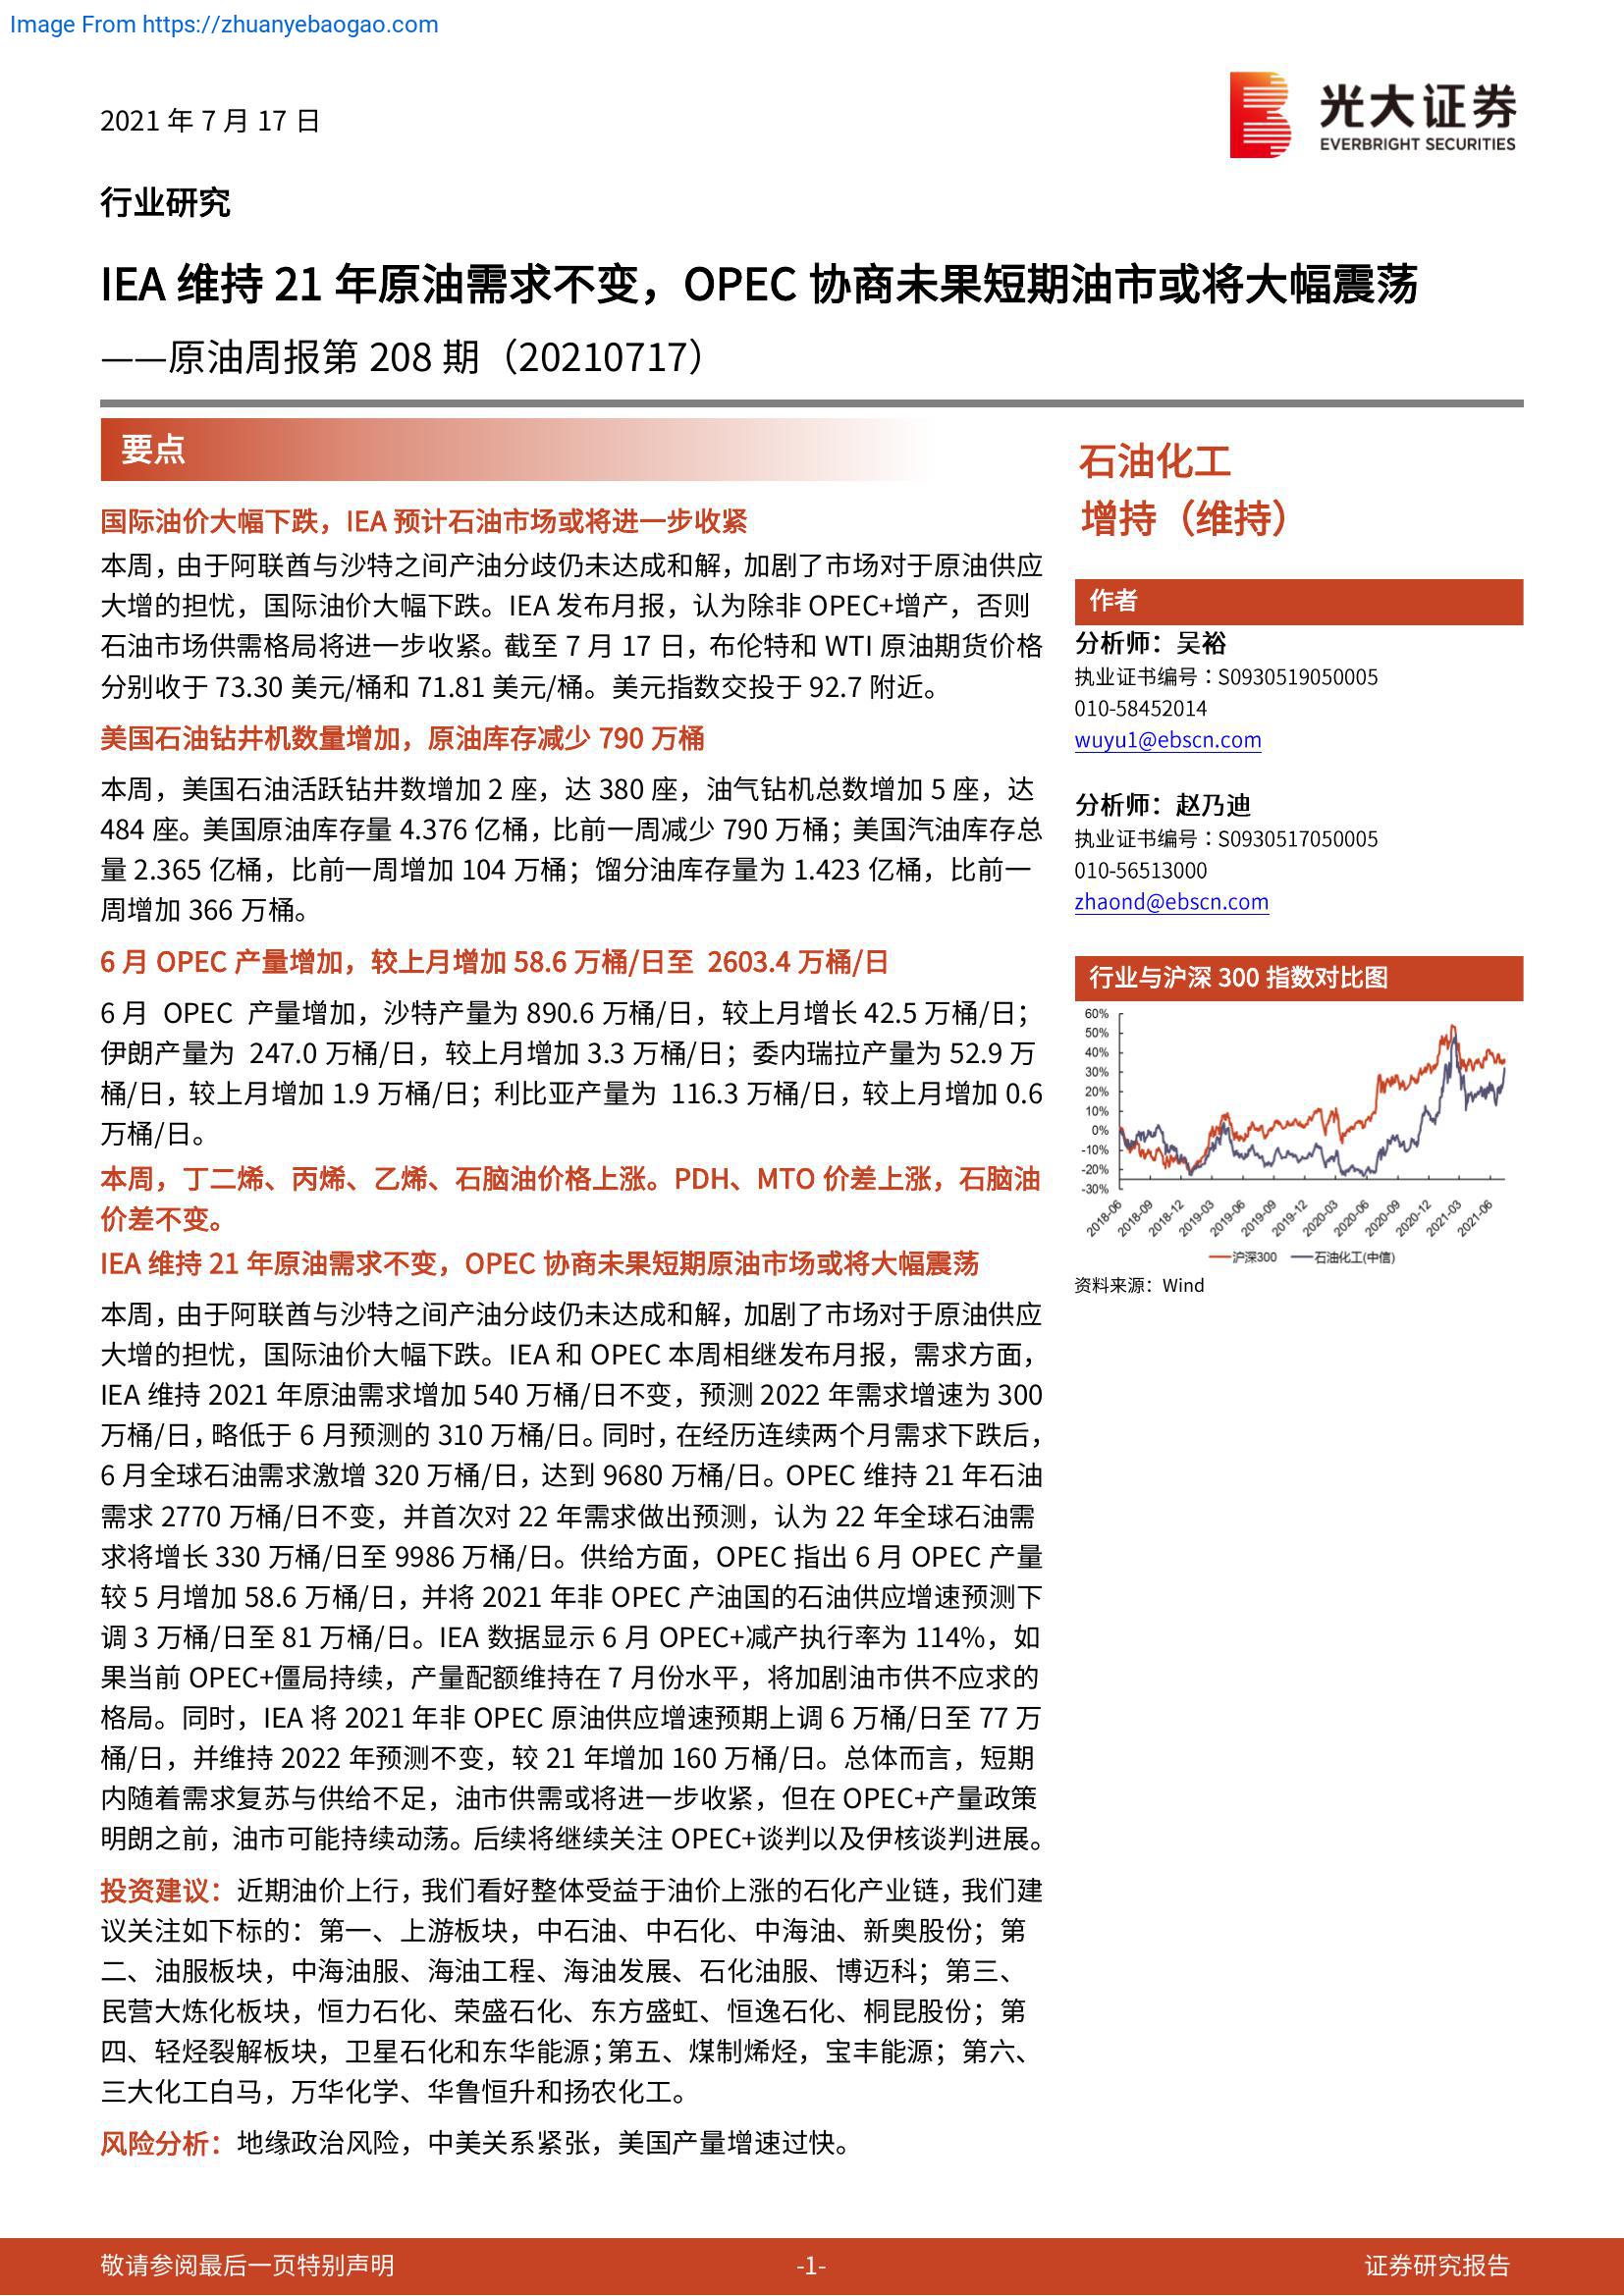 Image From https://zhuanyebaogao.com
2021 年 7 月 17 日
光大证券
EVERBRIGHT SECURITIES
行业研究
IEA 维持 21 年原油需求不变，OPEC 协商未果短期油市或将大幅震荡
——原油周报第 208 期（20210717）
要点
国际油价大幅下跌，IEA 预计石油市场或将进一步收紧
本周，由于阿联酋与沙特之间产油分歧仍未达成和解，加剧了市场对于原油供应
大增的担忧，国际油价大幅下跌。IEA 发布月报，认为除非 OPEC+增产，否则
石油市场供需格局将进一步收紧。截至 7 月 17 日，布伦特和 WTI 原油期货价格
分别收于 73.30 美元/桶和 71.81 美元/桶。美元指数交投于 92.7 附近。
美国石油钻井机数量增加，原油库存减少 790 万桶
本周，美国石油活跃钻井数增加 2 座，达 380 座，油气钻机总数增加 5 座，达
484 座。美国原油库存量 4.376 亿桶，比前一周减少 790 万桶；美国汽油库存总
量 2.365 亿桶，比前一周增加 104 万桶；馏分油库存量为 1.423 亿桶，比前一
周增加 366 万桶。
6 月 OPEC 产量增加，较上月增加 58.6 万桶/日至 2603.4 万桶/日
6 月 OPEC 产量增加，沙特产量为 890.6 万桶/日，较上月增长 42.5 万桶/日；
伊朗产量为 247.0 万桶/日，较上月增加 3.3 万桶/日；委内瑞拉产量为 52.9 万
桶/日，较上月增加 1.9 万桶/日；利比亚产量为 116.3 万桶/日，较上月增加 0.6
万桶/日。
本周，丁二烯、丙烯、乙烯、石脑油价格上涨。PDH、MTO 价差上涨，石脑油
价差不变。
IEA 维持 21 年原油需求不变，OPEC 协商未果短期原油市场或将大幅震荡
本周，由于阿联酋与沙特之间产油分歧仍未达成和解，加剧了市场对于原油供应
大增的担忧，国际油价大幅下跌。IEA 和 OPEC 本周相继发布月报，需求方面，
IEA 维持 2021 年原油需求增加 540 万桶/日不变，预测 2022 年需求增速为 300
万桶/日，略低于 6 月预测的 310 万桶/日。同时，在经历连续两个月需求下跌后，
6 月全球石油需求激增 320 万桶/日，达到 9680 万桶/日。OPEC 维持 21 年石油
需求 2770 万桶/日不变，并首次对 22 年需求做出预测，认为 22 年全球石油需
求将增长 330 万桶/日至 9986 万桶/日。供给方面，OPEC 指出 6 月 OPEC 产量
较 5 月增加 58.6 万桶/日，并将 2021 年非 OPEC 产油国的石油供应增速预测下
调 3 万桶/日至 81 万桶/日。IEA 数据显示 6 月 OPEC+减产执行率为 114%，如
果当前 OPEC+僵局持续，产量配额维持在 7 月份水平，将加剧油市供不应求的
格局。同时，IEA 将 2021 年非 OPEC 原油供应增速预期上调 6 万桶/日至 77 万
桶/日，并维持 2022 年预测不变，较 21 年增加 160 万桶/日。总体而言，短期
内随着需求复苏与供给不足，油市供需或将进一步收紧，但在 OPEC+产量政策
明朗之前，油市可能持续动荡。后续将继续关注 OPEC+谈判以及伊核谈判进展。
投资建议：近期油价上行，我们看好整体受益于油价上涨的石化产业链，我们建
议关注如下标的：第一、上游板块，中石油、中石化、中海油、新奥股份；第
二、油服板块，中海油服、海油工程、海油发展、石化油服、博迈科；第三、
民营大炼化板块，恒力石化、荣盛石化、东方盛虹、恒逸石化、桐昆股份；第
四、轻烃裂解板块，卫星石化和东华能源；第五、煤制烯烃，宝丰能源；第六、
三大化工白马，万华化学、华鲁恒升和扬农化工。
风险分析：地缘政治风险，中美关系紧张，美国产量增速过快。
石油化工
增持（维持）
作者
分析师：吴裕
执业证书编号：S0930519050005
010-58452014
wuyu1@ebscn.com
分析师：赵乃迪
执业证书编号：S0930517050005
010-56513000
zhaond@ebscn.com
行业与沪深 300 指数对比图
60%
50%
40%
30%
20%
10%
0%
-10%
-20%
-30%
2018-06 2018-09 2018-12 2019-03 2019-06 2019-09 2019-12 2020-03 2020-06 2020-09 2020-12 2021-03 2021-06
沪深300 石油化工(中信)
资料来源：Wind
敬请参阅最后一页特别声明 -1- 证券研究报告